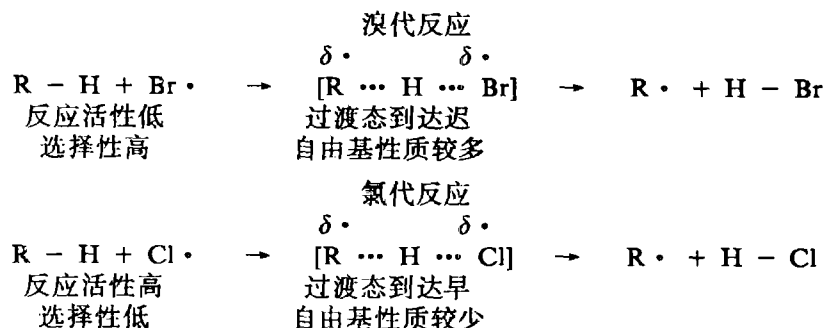 溴代反应
δ· δ·
R － H + Br· → [R ··· H ··· Br] → R· + H － Br
反应活性低 过渡态到达迟
选择性高 自由基性质较多
氯代反应
δ· δ·
R － H + Cl· → [R ··· H ··· Cl] → R· + H － Cl
反应活性高 过渡态到达早
选择性低 自由基性质较少